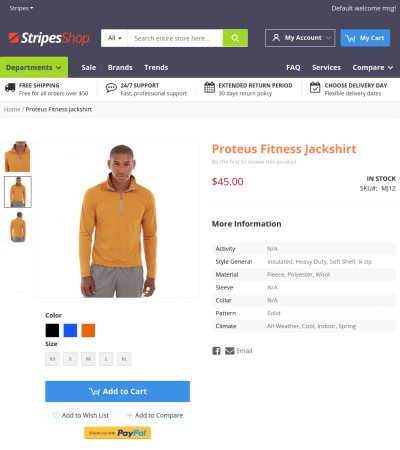 Stripes
Default welcome msg!
StripesShop
All
Search entire store here...
My Account
My Cart
Departments
Sale
Brands
Trends
FAQ
Services
Compare
FREE SHIPPING
Free for all orders over $50
24/7 SUPPORT
Fast, professional support
EXTENDED RETURN PERIOD
30 days return policy
CHOOSE DELIVERY DAY
Flexible delivery dates
Home / Proteus Fitness Jackshirt
Proteus Fitness Jackshirt
Be the first to review this product
$45.00
IN STOCK
SKU#: MJ12
More Information
Activity N/A
Style General Insulated, Heavy Duty, Soft Shell, ¼ zip
Material Fleece, Polyester, Wool
Sleeve N/A
Collar N/A
Pattern Solid
Climate All-Weather, Cool, Indoor, Spring
Email
Color
Size
XS S M L XL
Add to Cart
Add to Wish List
Add to Compare
Check out with PayPal